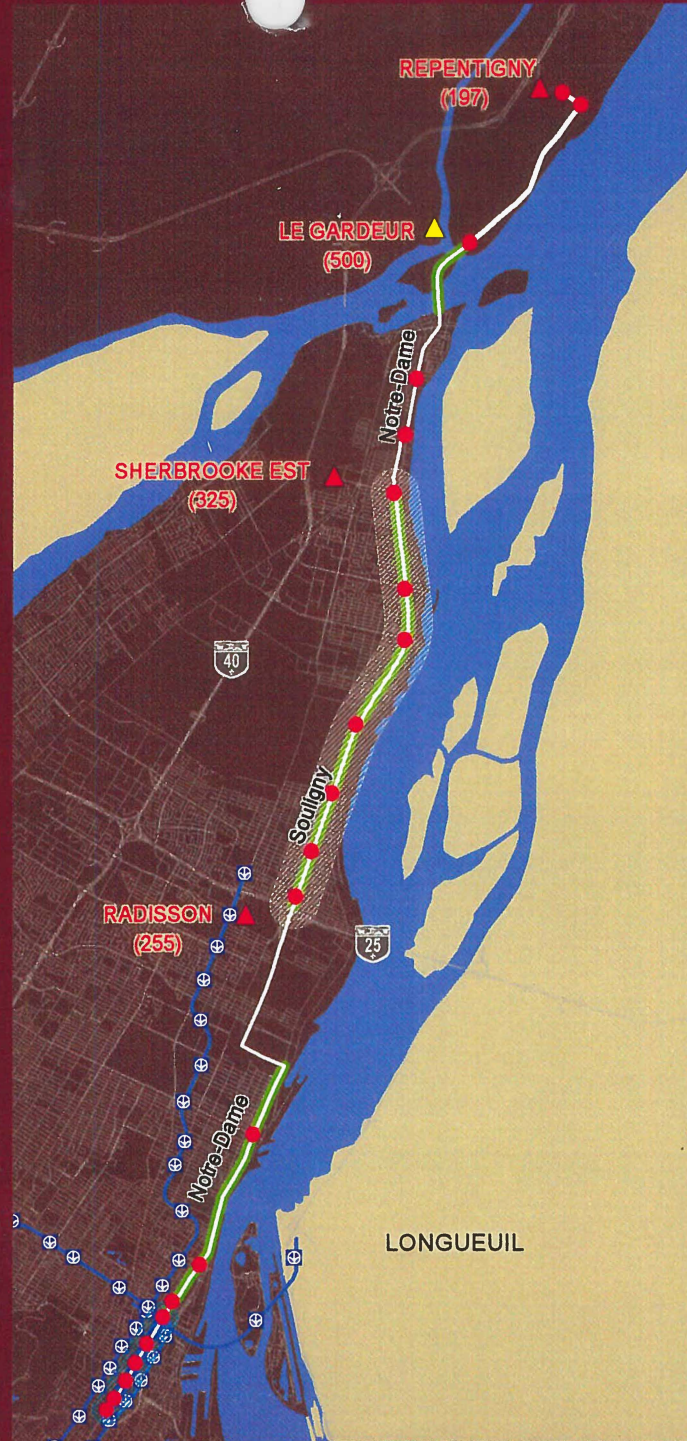 REPENTIGNY
(197)
LE GARDEUR
(500)
Notre-Dame
SHERBROOKE EST
(325)
40
Souligny
RADISSON
(255)
25
Notre-Dame
LONGUEUIL